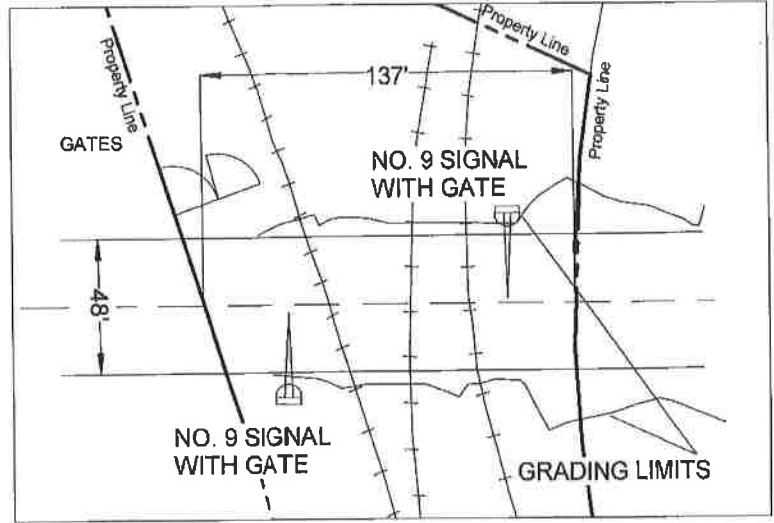 Property Line
Property Line
Property Line
137'
GATES
NO. 9 SIGNAL
WITH GATE
48'
NO. 9 SIGNAL
WITH GATE
GRADING LIMITS